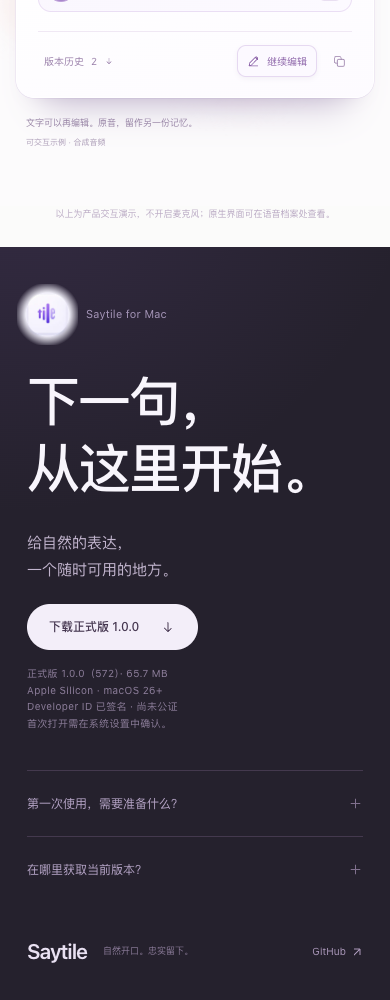 版本历史 2 ↓
继续编辑
文字可以再编辑。原音，留作另一份记忆。
可交互示例 · 合成音频
以上为产品交互演示，不开启麦克风；原生界面可在语音档案处查看。
Saytile for Mac
下一句，
从这里开始。
给自然的表达，
一个随时可用的地方。
下载正式版 1.0.0 ↓
正式版 1.0.0（572）· 65.7 MB
Apple Silicon · macOS 26+
Developer ID 已签名 · 尚未公证
首次打开需在系统设置中确认。
第一次使用，需要准备什么？ +
在哪里获取当前版本？ +
Saytile 自然开口。忠实留下。 GitHub ↗